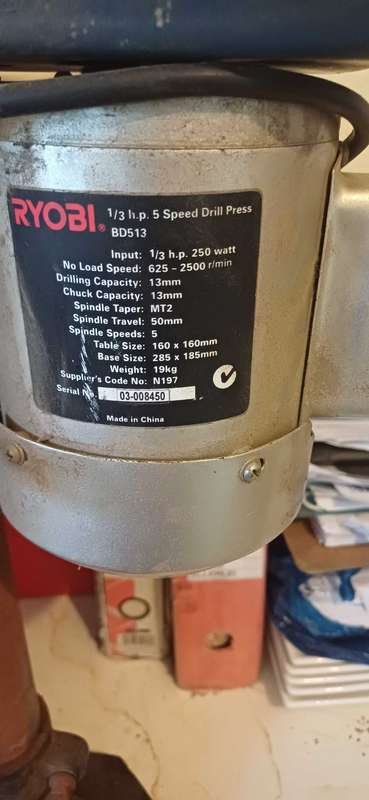 RYOBI® 1/3 h.p. 5 Speed Drill Press
BD513
Input: 1/3 h.p. 250 watt
No Load Speed: 625 - 2500 r/min
Drilling Capacity: 13mm
Chuck Capacity: 13mm
Spindle Taper: MT2
Spindle Travel: 50mm
Spindle Speeds: 5
Table Size: 160 x 160mm
Base Size: 285 x 185mm
Weight: 19kg
Supplier's Code No: N197
Serial No. 03-008450
Made in China